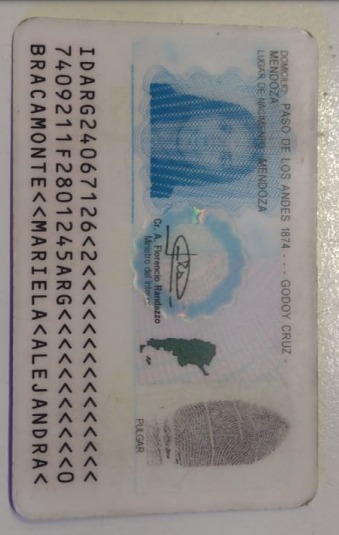 DOMICILIO: PASO DE LOS ANDES 1874 - - - GODOY CRUZ -
MENDOZA
LUGAR DE NACIMIENTO: MENDOZA
Cr. A. Florencio Randazzo
Ministro del Interior
PULGAR
IDARG24067126<2<<<<<<<<<<<<<<<
7409211F2801245ARG<<<<<<<<<<<0
BRACAMONTE<<MARIELA<ALEJANDRA<